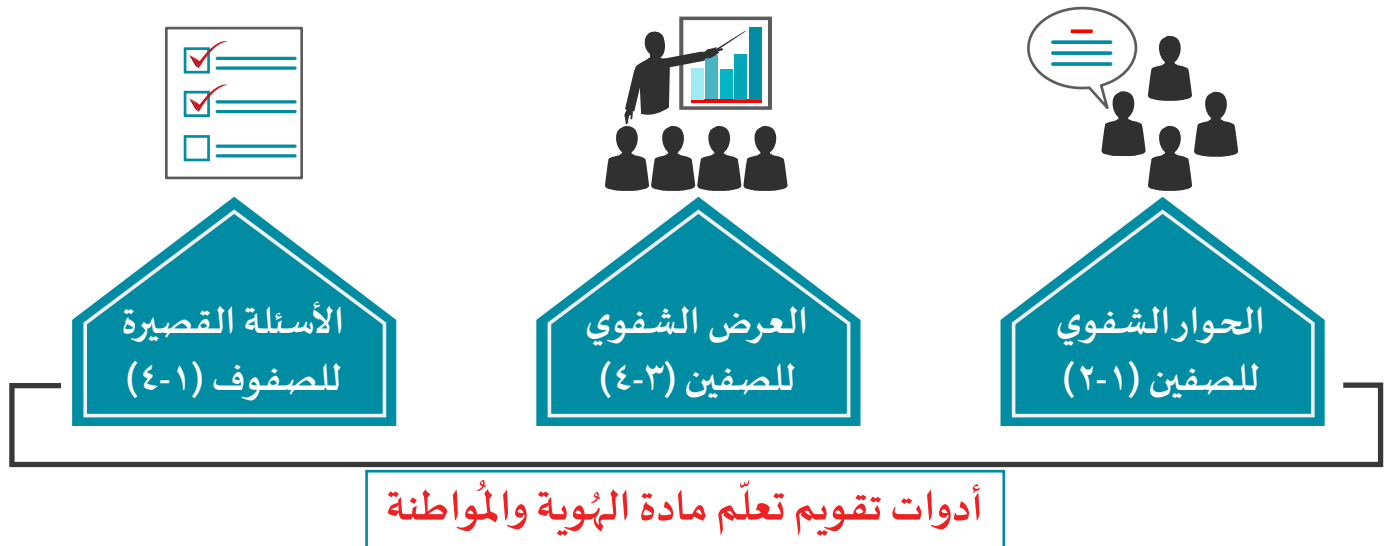 الحوار الشفوي
للصفين (١-٢)
العرض الشفوي
للصفين (٣-٤)
الأسئلة القصيرة
للصفوف (١-٤)
أدوات تقويم تعلّم مادة الهُوية والمُواطنة